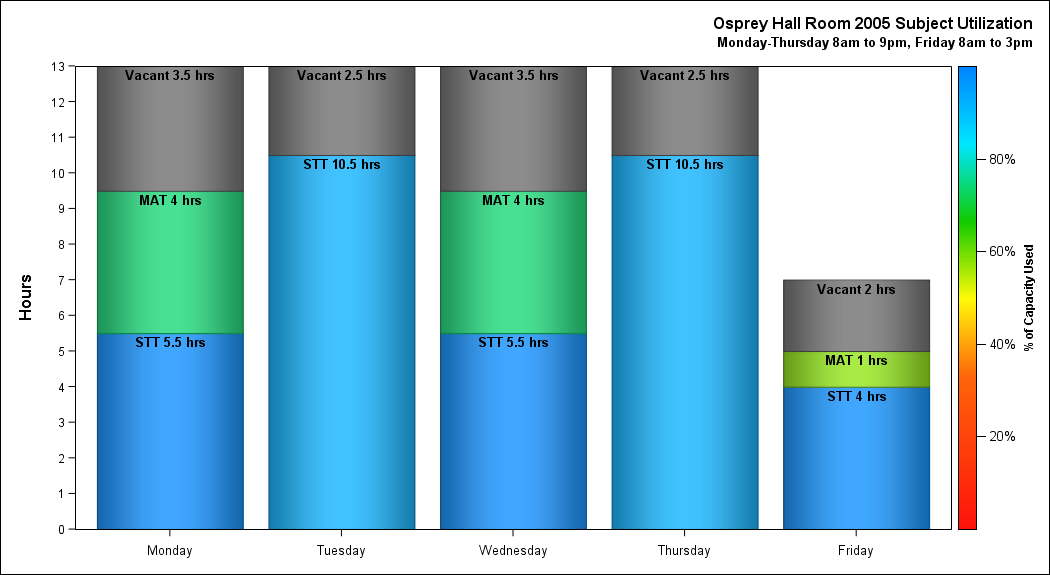 Osprey Hall Room 2005 Subject Utilization
Monday-Thursday 8am to 9pm, Friday 8am to 3pm
Hours
13
12
11
10
9
8
7
6
5
4
3
2
1
0
Vacant 3.5 hrs
MAT 4 hrs
STT 5.5 hrs
Vacant 2.5 hrs
STT 10.5 hrs
Vacant 3.5 hrs
MAT 4 hrs
STT 5.5 hrs
Vacant 2.5 hrs
STT 10.5 hrs
Vacant 2 hrs
MAT 1 hrs
STT 4 hrs
Monday
Tuesday
Wednesday
Thursday
Friday
80%
60%
40%
20%
% of Capacity Used